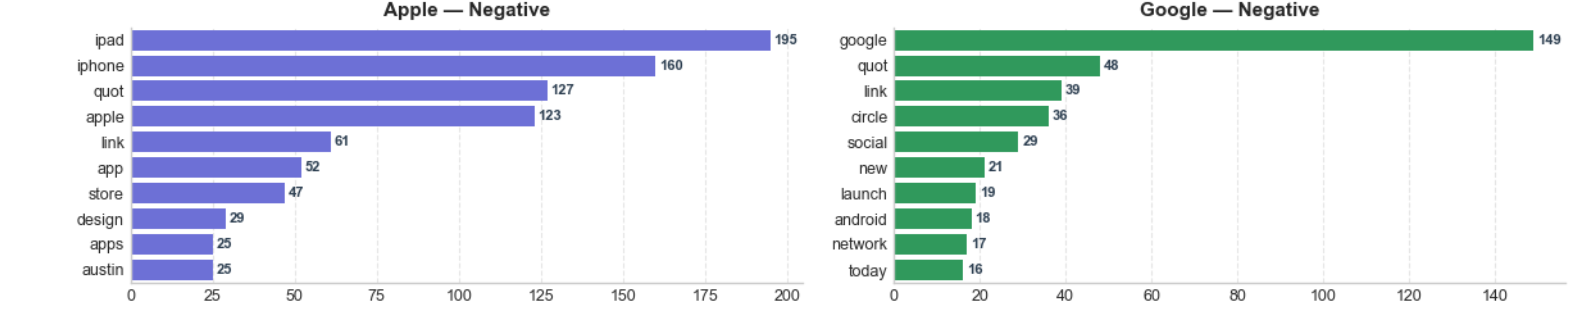 Apple — Negative
ipad 195
iphone 160
quot 127
apple 123
link 61
app 52
store 47
design 29
apps 25
austin 25
0 25 50 75 100 125 150 175 200
Google — Negative
google 149
quot 48
link 39
circle 36
social 29
new 21
launch 19
android 18
network 17
today 16
0 20 40 60 80 100 120 140